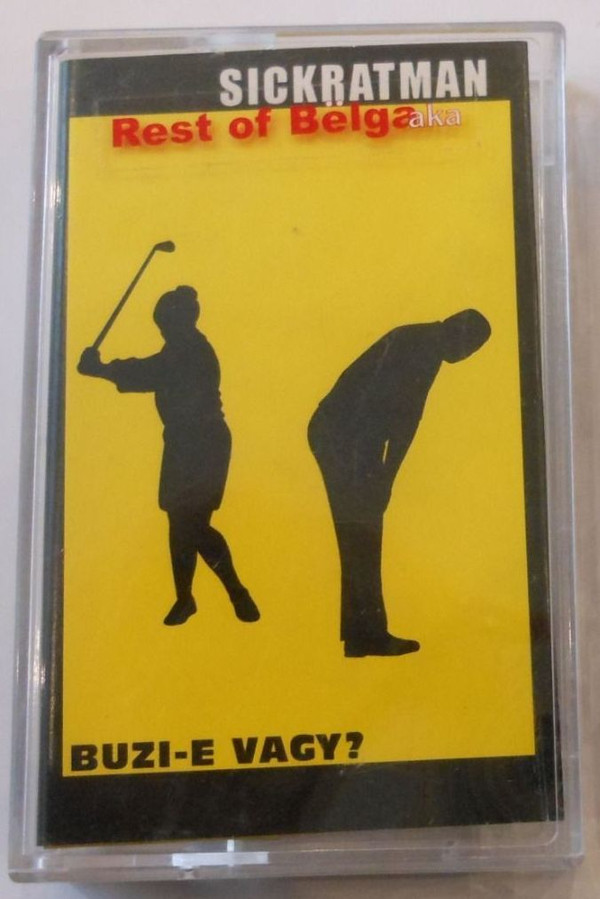 SICKRATMAN
Rest of Bëlga aka
BUZI-E VAGY?